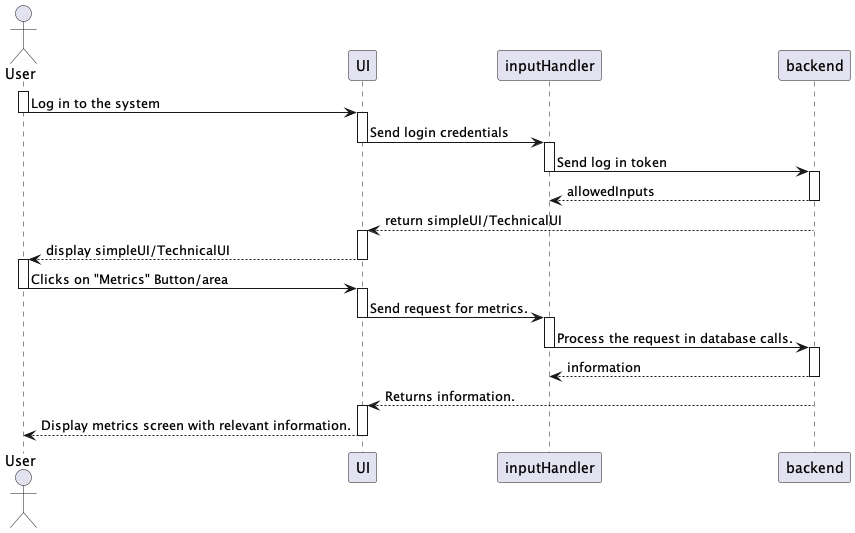 User
UI
inputHandler
backend
Log in to the system
Send login credentials
Send log in token
allowedInputs
return simpleUI/TechnicalUI
display simpleUI/TechnicalUI
Clicks on "Metrics" Button/area
Send request for metrics.
Process the request in database calls.
information
Returns information.
Display metrics screen with relevant information.
User
UI
inputHandler
backend